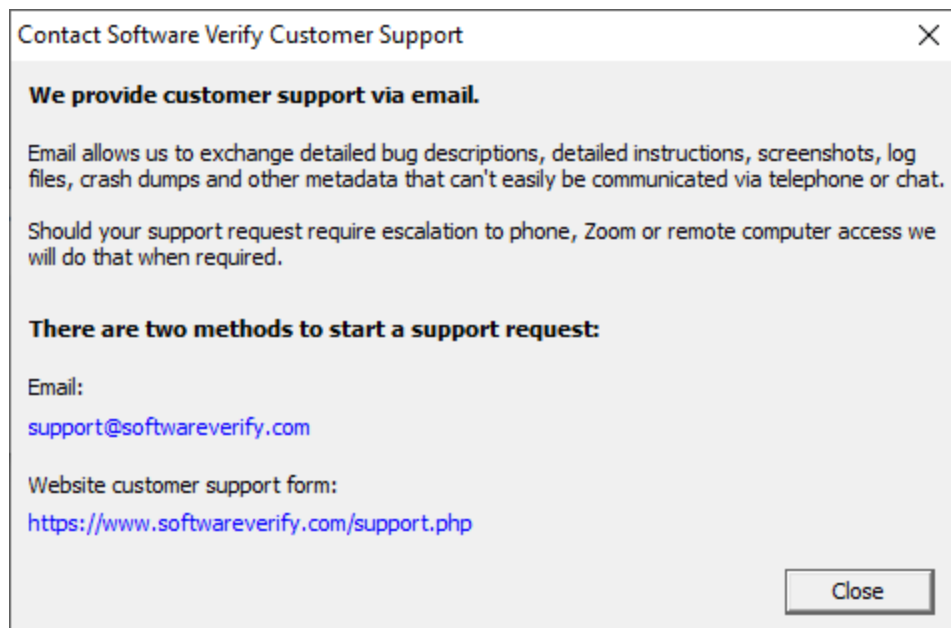 Contact Software Verify Customer Support
We provide customer support via email.
Email allows us to exchange detailed bug descriptions, detailed instructions, screenshots, log
files, crash dumps and other metadata that can't easily be communicated via telephone or chat.
Should your support request require escalation to phone, Zoom or remote computer access we
will do that when required.
There are two methods to start a support request:
Email:
support@softwareverify.com
Website customer support form:
https://www.softwareverify.com/support.php
Close